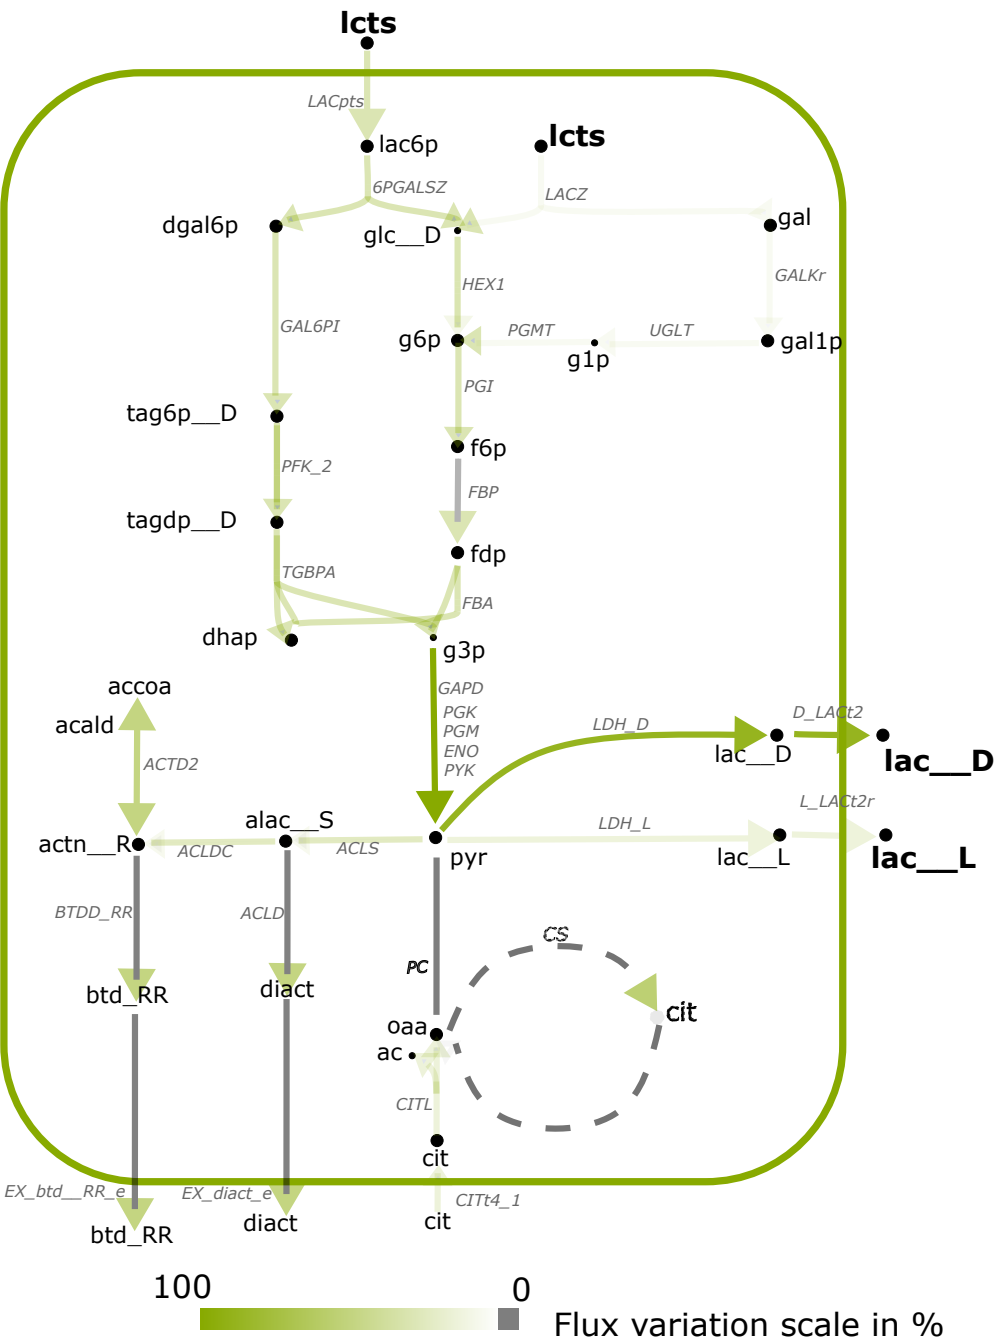 lcts
LACpts
lac6p
lcts
6PGALSZ
LACZ
dgal6p
glc__D
gal
HEX1
GALKr
GAL6PI
g6p
PGMT
UGLT
gal1p
g1p
PGI
tag6p__D
f6p
PFK_2
FBP
tagdp__D
fdp
TGBPA
FBA
dhap
g3p
accoa
GAPD
acald
PGK
PGM
ENO
PYK
LDH_D
D_LACt2
lac__D
lac__D
ACTD2
alac__S
LDH_L
L_LACt2r
actn__R
ACLDC
ACLS
pyr
lac__L
lac__L
BTDD_RR
ACLD
CS
PC
btd_RR
diact
cit
oaa
ac
CITL
cit
EX_btd__RR_e
EX_diact_e
CITt4_1
btd_RR
diact
cit
100
0
Flux variation scale in %